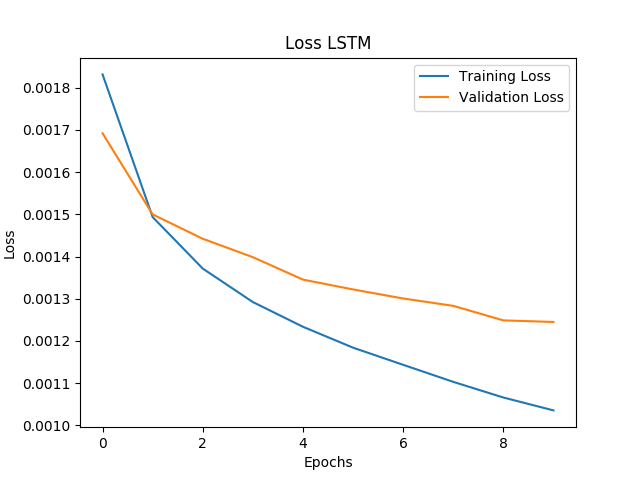 Loss LSTM
Training Loss
Validation Loss
0.0018
0.0017
0.0016
0.0015
0.0014
0.0013
0.0012
0.0011
0.0010
Loss
0 2 4 6 8
Epochs